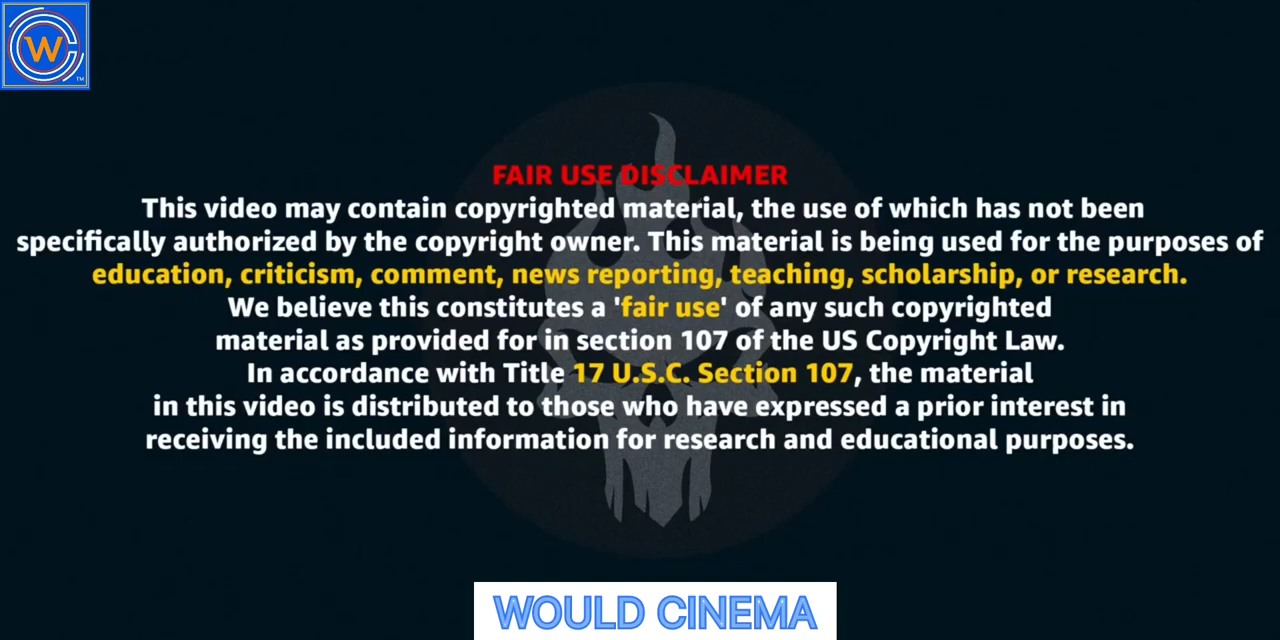 W
TM
FAIR USE DISCLAIMER
This video may contain copyrighted material, the use of which has not been
specifically authorized by the copyright owner. This material is being used for the purposes of
education, criticism, comment, news reporting, teaching, scholarship, or research.
We believe this constitutes a 'fair use' of any such copyrighted
material as provided for in section 107 of the US Copyright Law.
In accordance with Title 17 U.S.C. Section 107, the material
in this video is distributed to those who have expressed a prior interest in
receiving the included information for research and educational purposes.
WOULD CINEMA